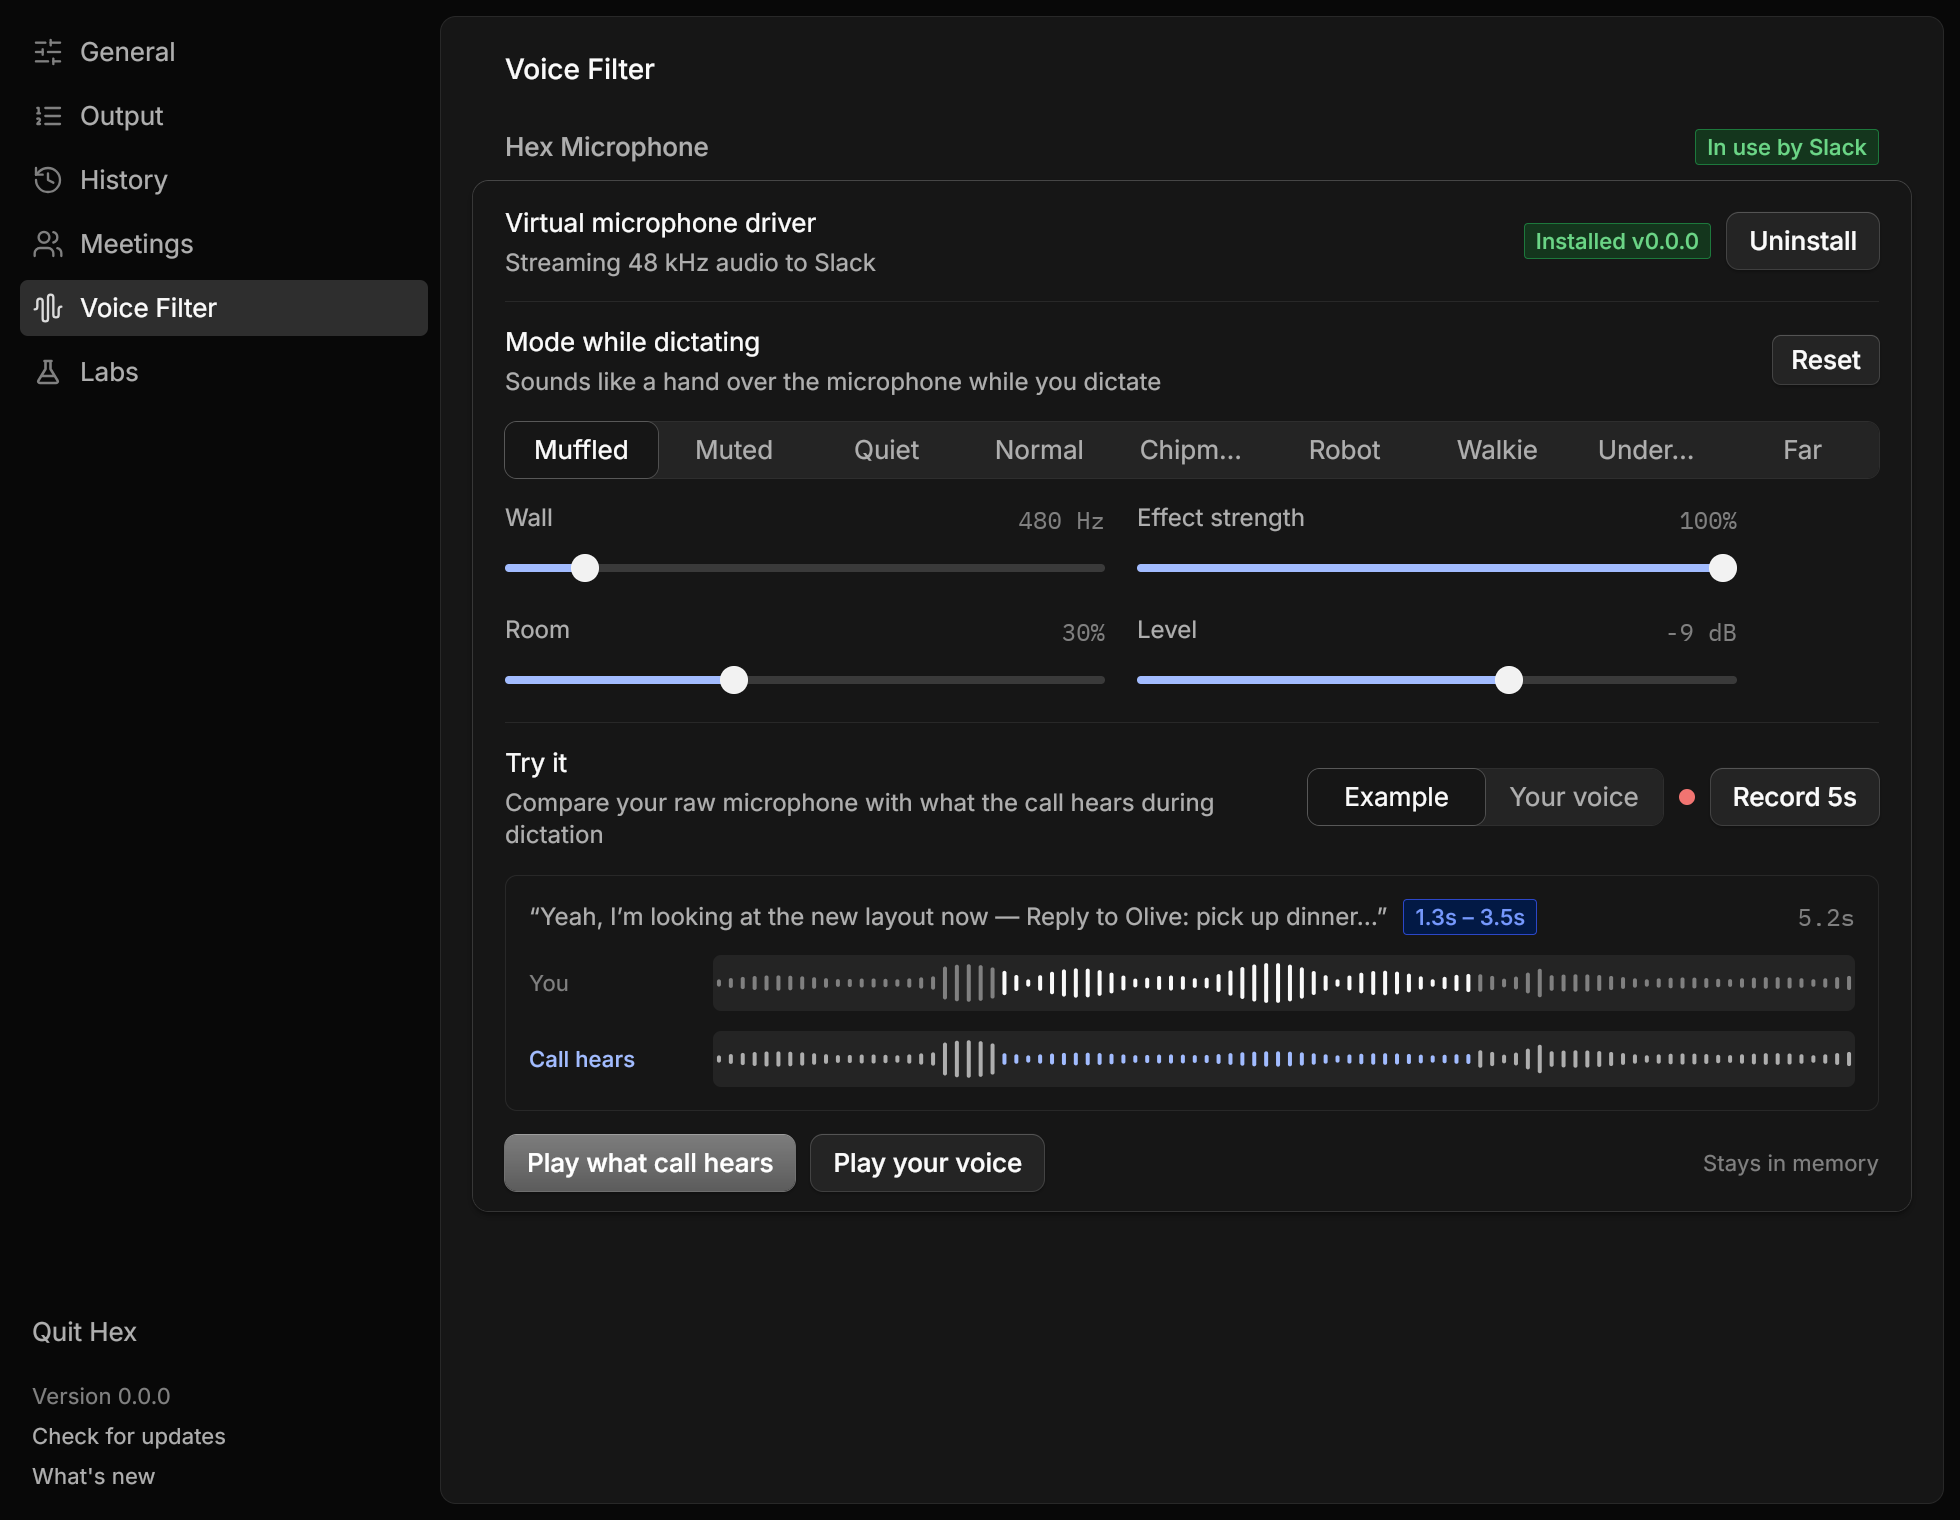 General
Output
History
Meetings
Voice Filter
Labs
Quit Hex
Version 0.0.0
Check for updates
What's new
Voice Filter
Hex Microphone
In use by Slack
Virtual microphone driver
Streaming 48 kHz audio to Slack
Installed v0.0.0
Uninstall
Mode while dictating
Sounds like a hand over the microphone while you dictate
Reset
Muffled Muted Quiet Normal Chipm... Robot Walkie Under... Far
Wall 480 Hz Effect strength 100%
Room 30% Level -9 dB
Try it
Compare your raw microphone with what the call hears during
dictation
Example Your voice Record 5s
“Yeah, I’m looking at the new layout now — Reply to Olive: pick up dinner…” 1.3s – 3.5s 5.2s
You
Call hears
Play what call hears Play your voice Stays in memory